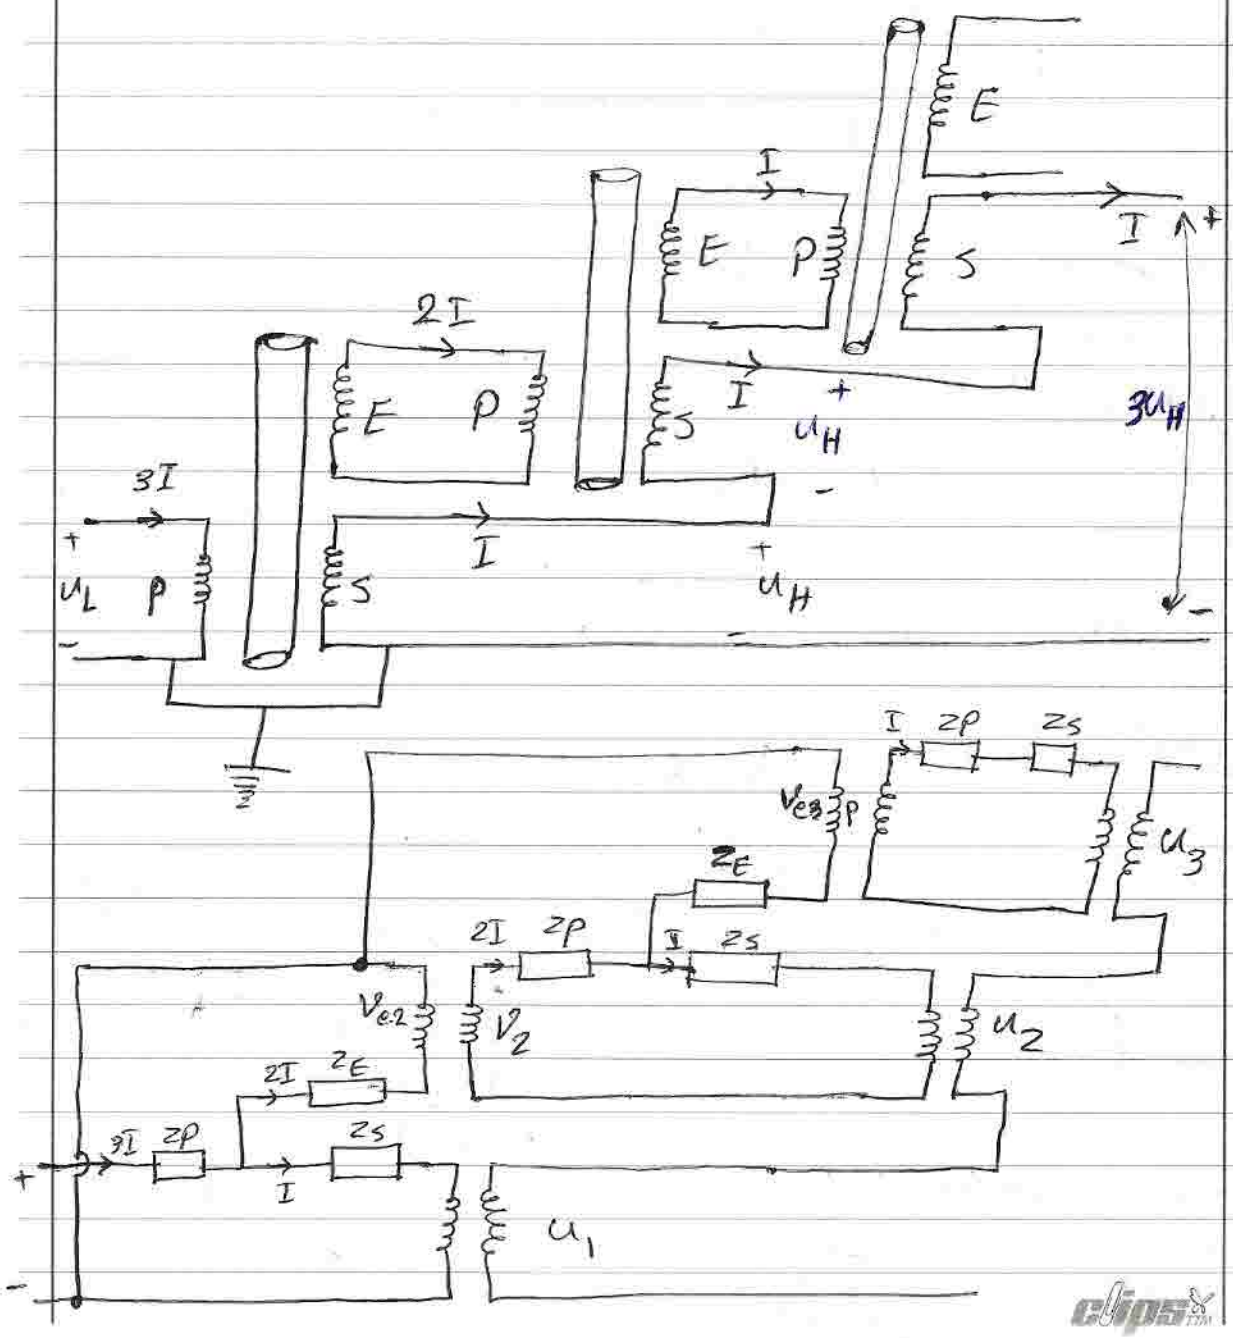 E
I
E P
I
+
S
2I
E P
I
+
S
U_H
3U_H
-
3I
+
I
+
U_L P
S
U_H
-
-
-
I ZP ZS
V_e3 P
U_3
Z_E
2I ZP
I ZS
V_e2
V_2
U_2
2I Z_E
3I ZP
ZS
+
I
U_1
-
clips
TTM